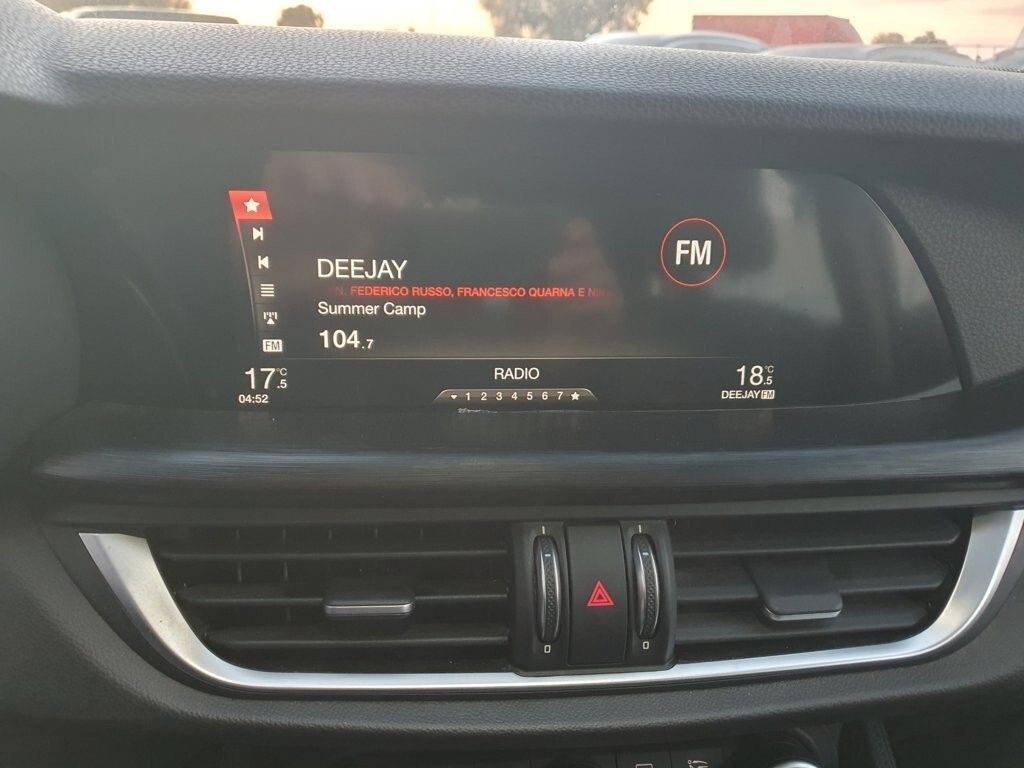 DEEJAY
FM
N. FEDERICO RUSSO, FRANCESCO QUARNA E
Summer Camp
104.7
FM
17°C.5
RADIO
18°C.5
04:52
1 2 3 4 5 6 7
DEEJAY FM